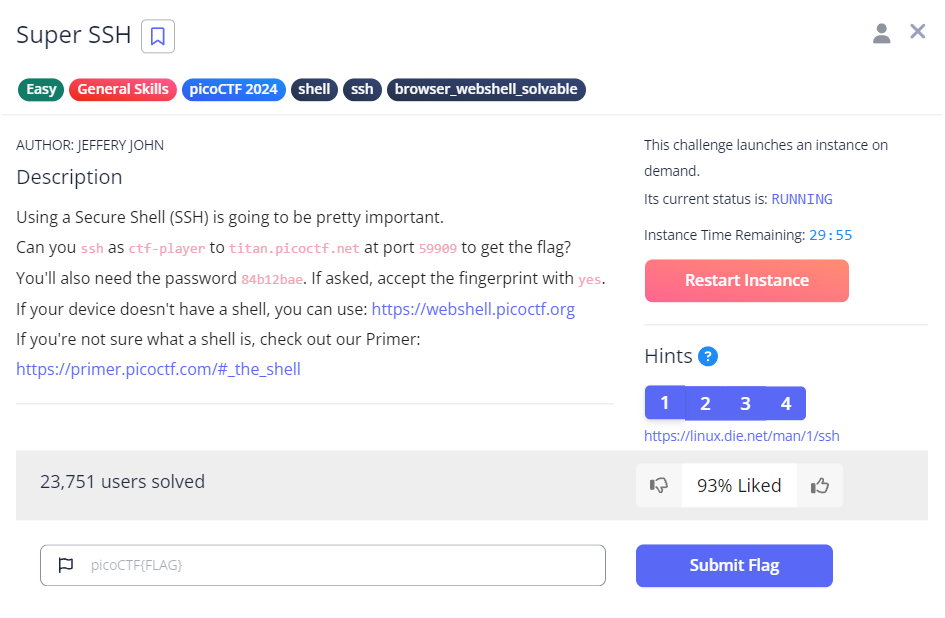 Super SSH
Easy General Skills picoCTF 2024 shell ssh browser_webshell_solvable
AUTHOR: JEFFERY JOHN
Description
Using a Secure Shell (SSH) is going to be pretty important.
Can you ssh as ctf-player to titan.picoctf.net at port 59909 to get the flag?
You'll also need the password 84b12bae. If asked, accept the fingerprint with yes.
If your device doesn't have a shell, you can use: https://webshell.picoctf.org
If you're not sure what a shell is, check out our Primer:
https://primer.picoctf.com/#_the_shell
This challenge launches an instance on
demand.
Its current status is: RUNNING
Instance Time Remaining: 29:55
Restart Instance
Hints ?
1 2 3 4
https://linux.die.net/man/1/ssh
23,751 users solved
93% Liked
picoCTF{FLAG}
Submit Flag